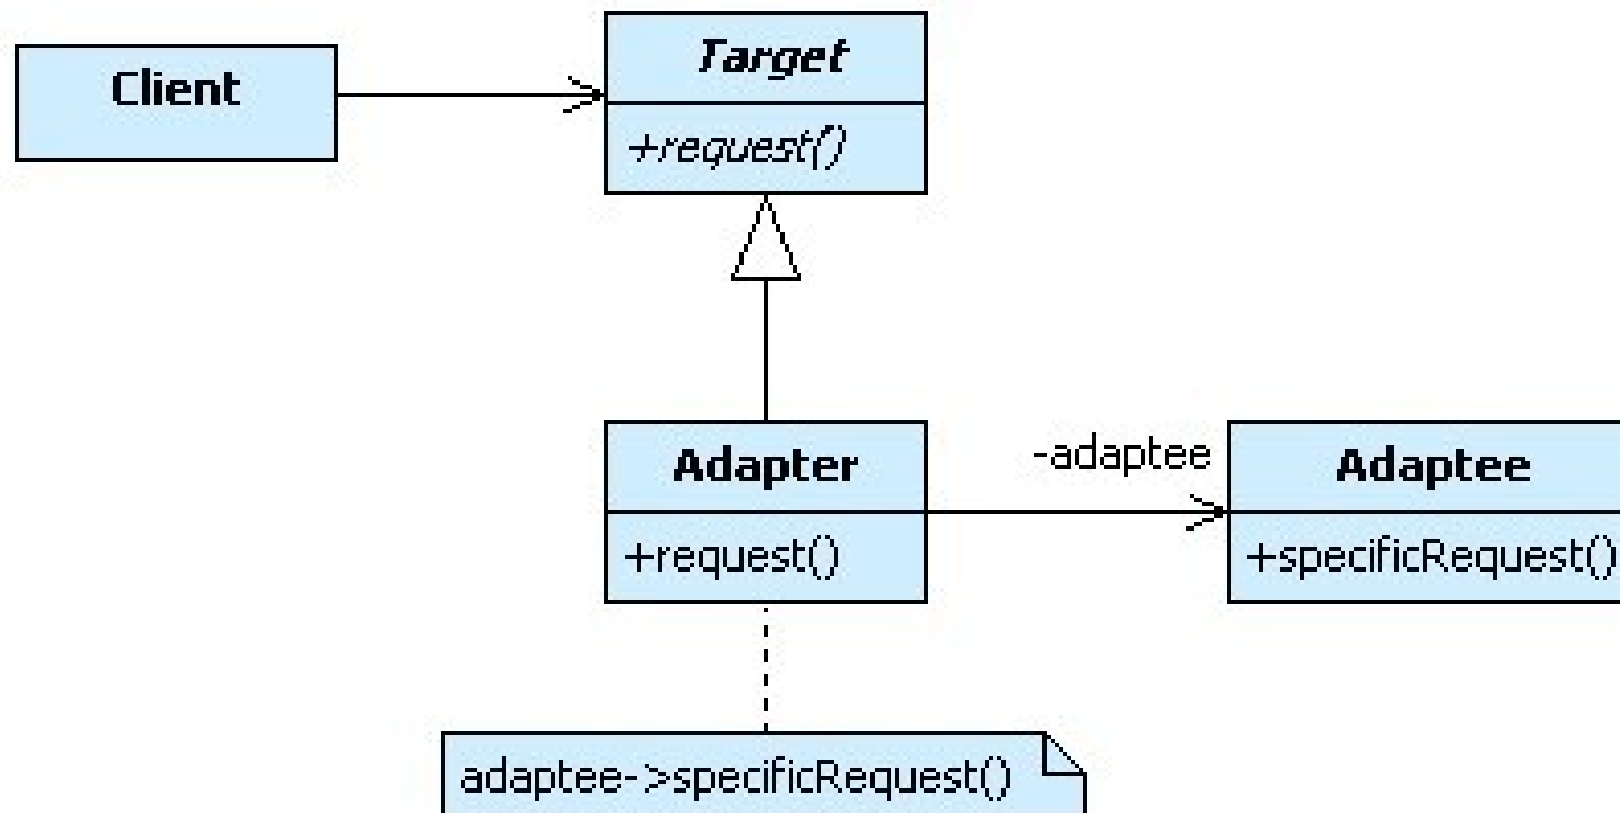 Client
Target
+request()
Adapter
+request()
-adaptee
Adaptee
+specificRequest()
adaptee->specificRequest()